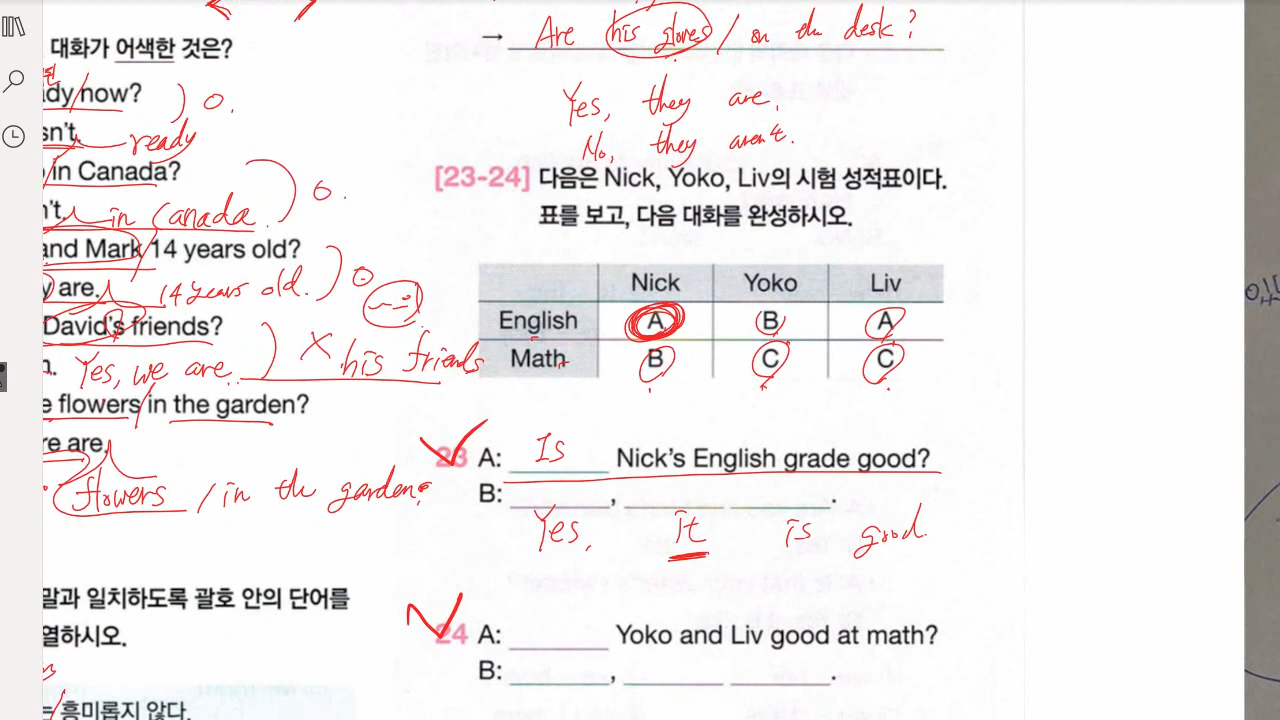 대화가 어색한 것은?
dy now? ) O.
sn't. ready
in Canada? ) O.
't. in Canada
and Mark 14 years old? ) O
y are. 14 years old.
David's friends? ) X his friends
Yes, we are.
e flowers in the garden?
re are.
flowers / in the garden.
말과 일치하도록 괄호 안의 단어를
열하시오.
= 흥미롭지 않다.
→ Are his gloves / on the desk?
Yes, they are.
No, they aren't.
[23-24] 다음은 Nick, Yoko, Liv의 시험 성적표이다.
표를 보고, 다음 대화를 완성하시오.
Nick Yoko Liv
English A B A
Math B C C
23 A: Is Nick's English grade good?
B: , .
Yes, it is good.
24 A: Yoko and Liv good at math?
B: , .